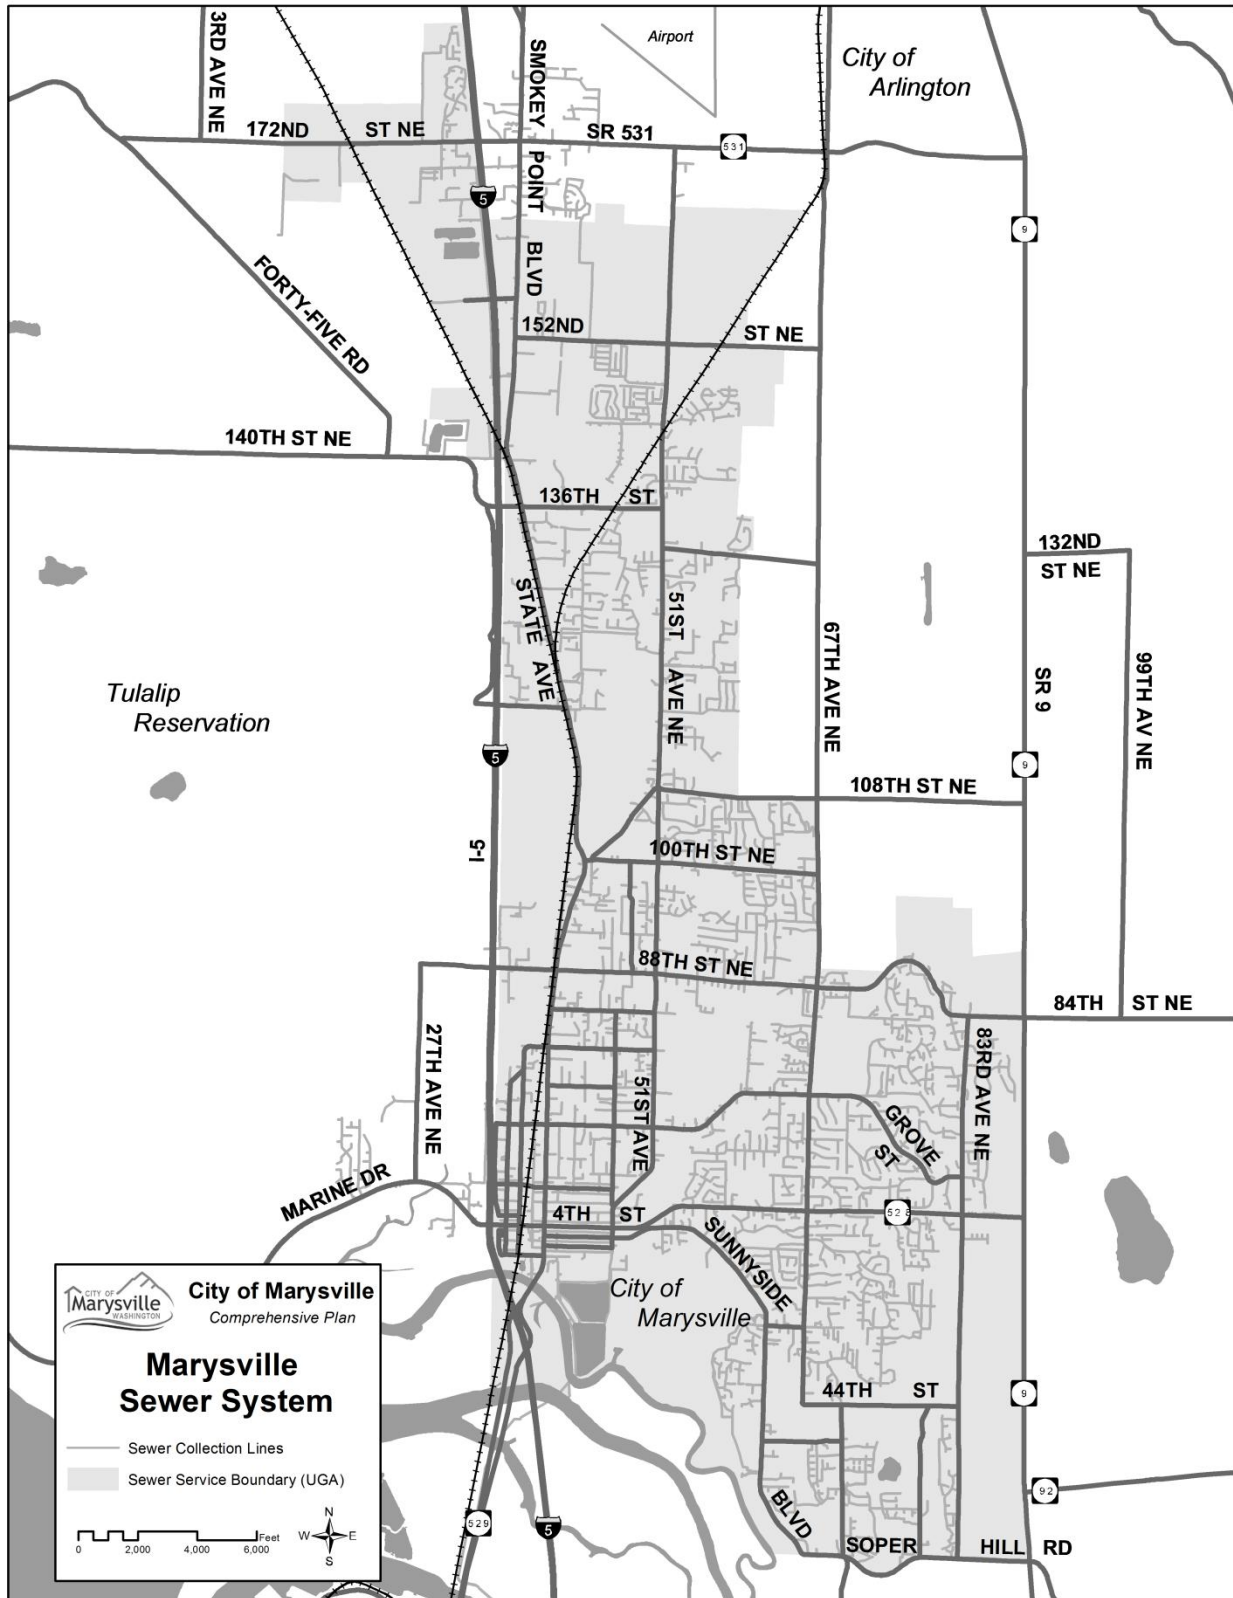 3RD AVE NE
SMOKEY POINT BLVD
Airport
City of
Arlington
172ND ST NE
SR 531
531
5
9
FORTY-FIVE RD
152ND ST NE
140TH ST NE
136TH ST
132ND
ST NE
STATE AVE
51ST AVE NE
67TH AVE NE
SR 9
99TH AV NE
Tulalip
Reservation
5
9
108TH ST NE
I-5
100TH ST NE
88TH ST NE
84TH ST NE
27TH AVE NE
51ST AVE
83RD AVE NE
GROVE
ST
MARINE DR
4TH ST
528
SUNNYSIDE
BLVD
City of
Marysville
44TH ST
9
92
SOPER HILL RD
529
5
CITY OF
Marysville
WASHINGTON
City of Marysville
Comprehensive Plan
Marysville
Sewer System
Sewer Collection Lines
Sewer Service Boundary (UGA)
N
W E
S
Feet
0 2,000 4,000 6,000